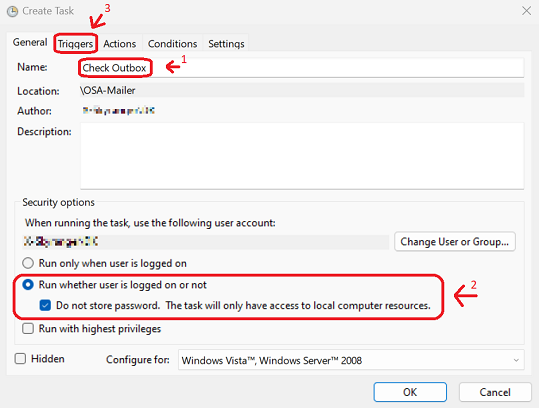 Create Task
3
General Triggers Actions Conditions Settings
Name: Check Outbox 1
Location: \OSA-Mailer
Author:
Description:
Security options
When running the task, use the following user account:
Change User or Group...
Run only when user is logged on
Run whether user is logged on or not
2
Do not store password. The task will only have access to local computer resources.
Run with highest privileges
Hidden Configure for: Windows Vista™, Windows Server™ 2008
OK Cancel